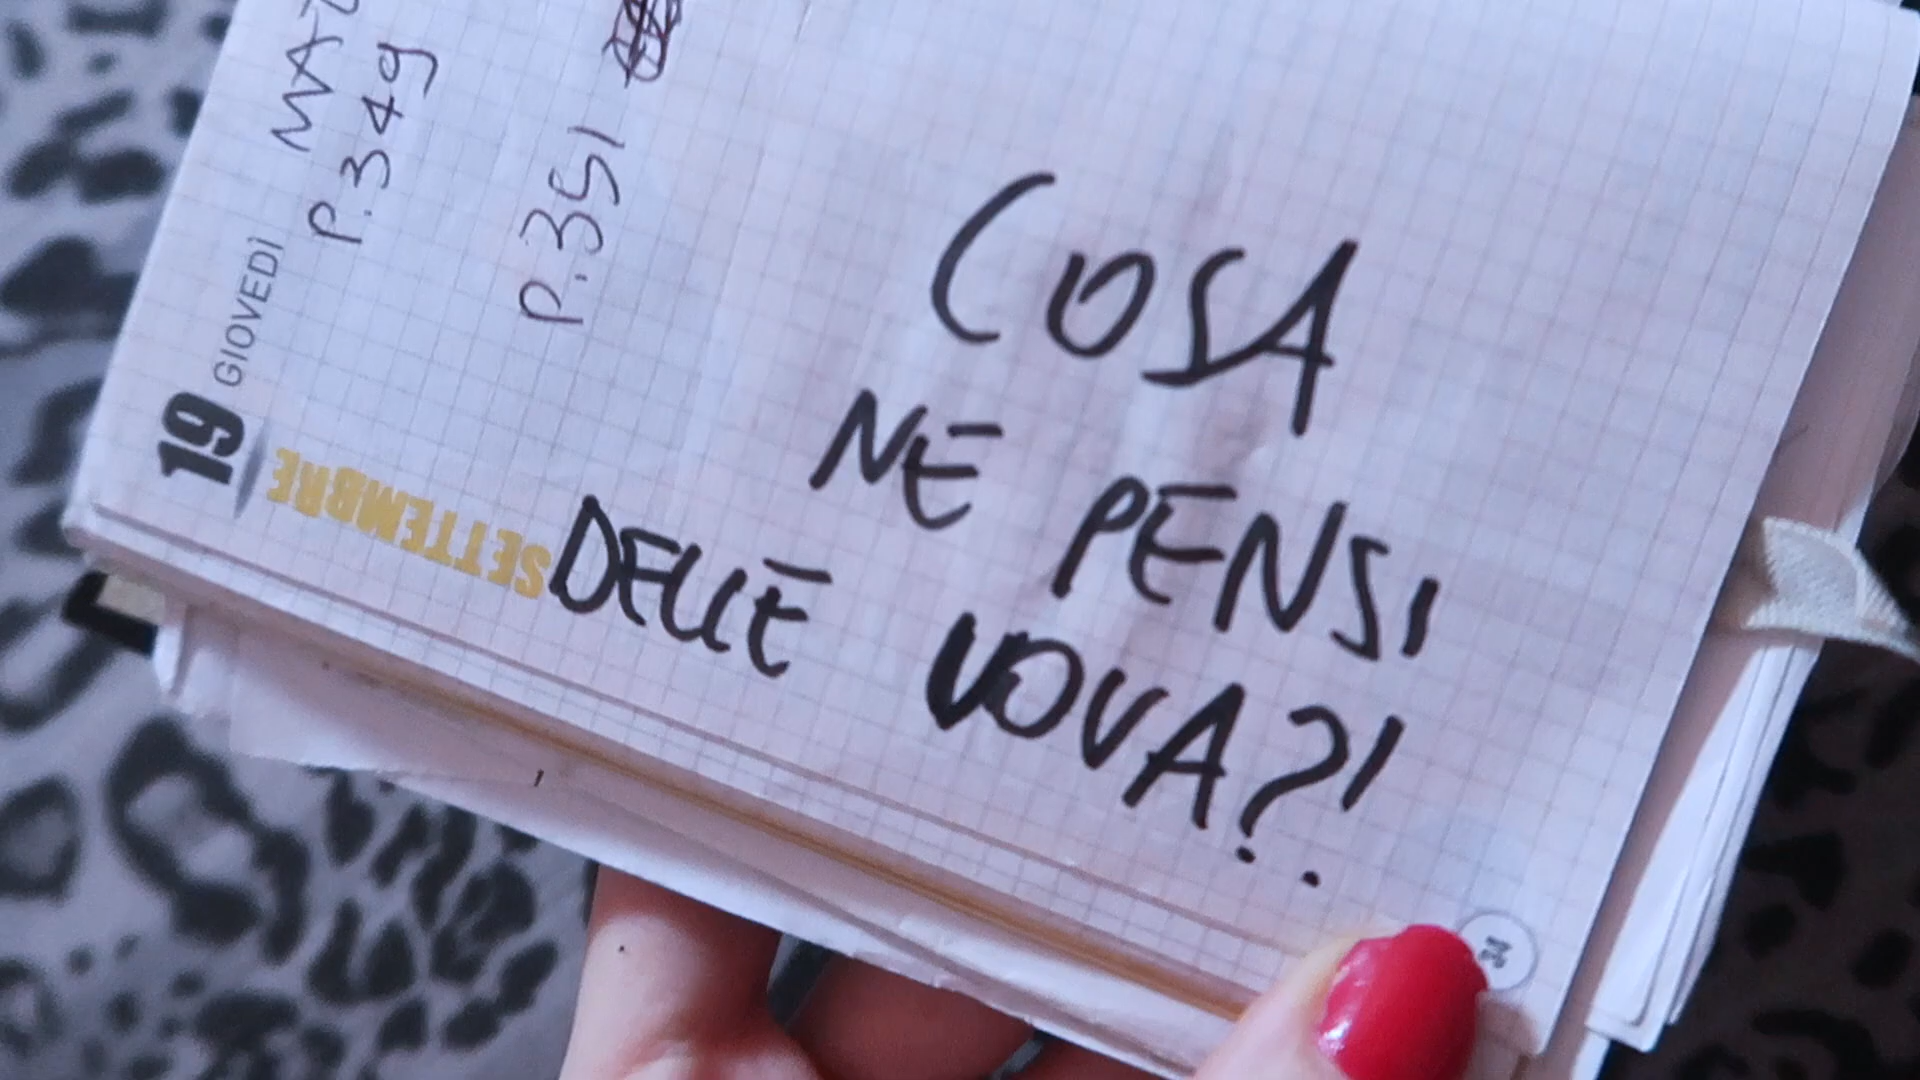 COSA
NE PENSI
DELLE UOVA?!
19 GIOVEDÌ
SETTEMBRE
P.349
P.351